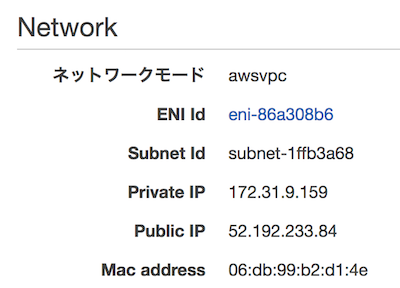 Network
ネットワークモード awsvpc
ENI Id eni-86a308b6
Subnet Id subnet-1ffb3a68
Private IP 172.31.9.159
Public IP 52.192.233.84
Mac address 06:db:99:b2:d1:4e